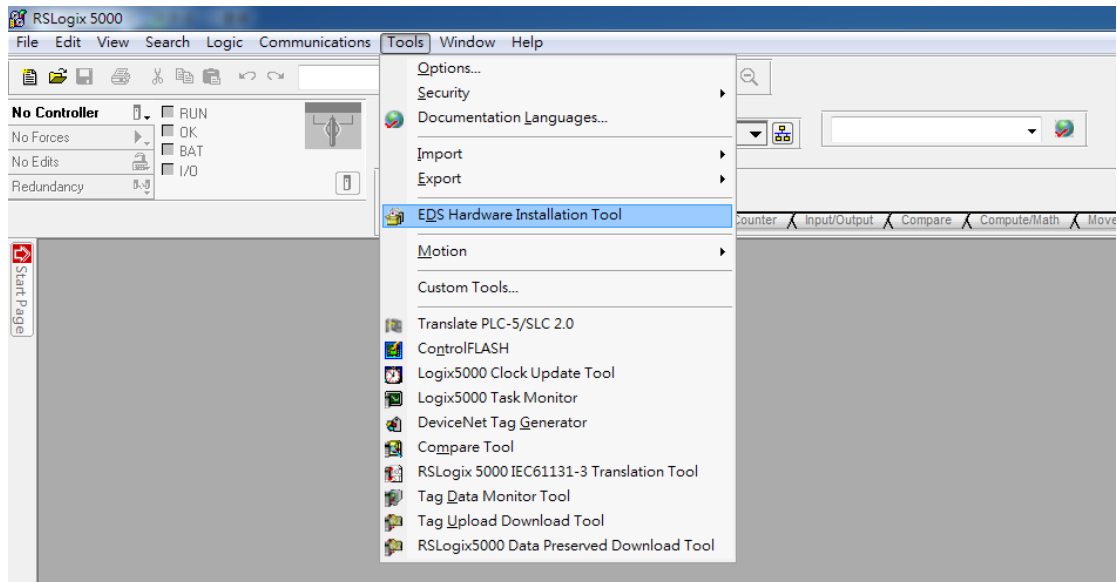 RSLogix 5000
File Edit View Search Logic Communications Tools Window Help
No Controller
RUN
No Forces
OK
No Edits
BAT
Redundancy
I/O
Options...
Security
Documentation Languages...
Import
Export
EDS Hardware Installation Tool
Motion
Custom Tools...
Translate PLC-5/SLC 2.0
ControlFLASH
Logix5000 Clock Update Tool
Logix5000 Task Monitor
DeviceNet Tag Generator
Compare Tool
RSLogix 5000 IEC61131-3 Translation Tool
Tag Data Monitor Tool
Tag Upload Download Tool
RSLogix5000 Data Preserved Download Tool
Counter Input/Output Compare Compute/Math Move
Start Page